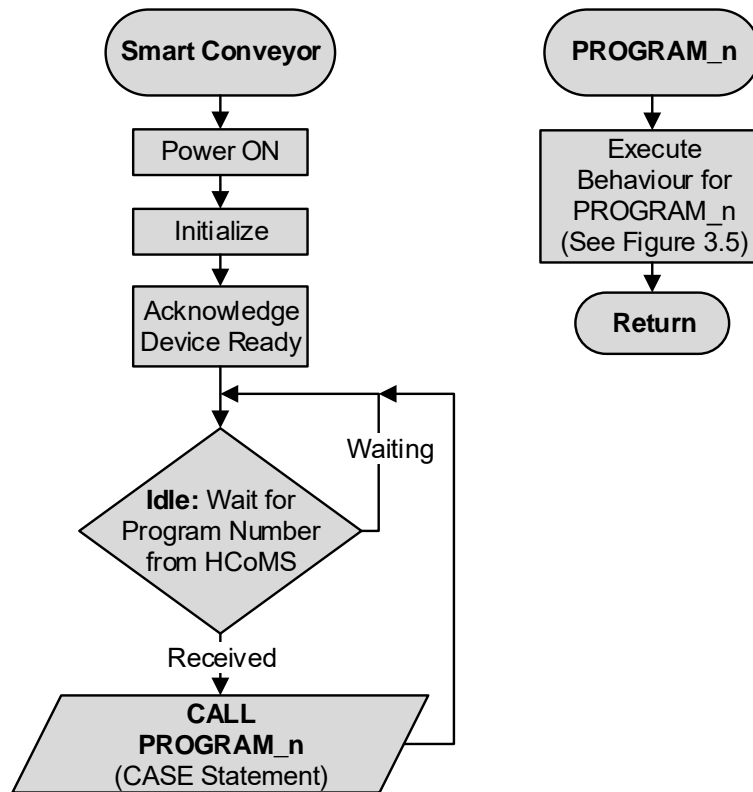 Smart Conveyor
Power ON
Initialize
Acknowledge
Device Ready
Waiting
Idle: Wait for
Program Number
from HCoMS
Received
CALL
PROGRAM_n
(CASE Statement)
PROGRAM_n
Execute
Behaviour for
PROGRAM_n
(See Figure 3.5)
Return